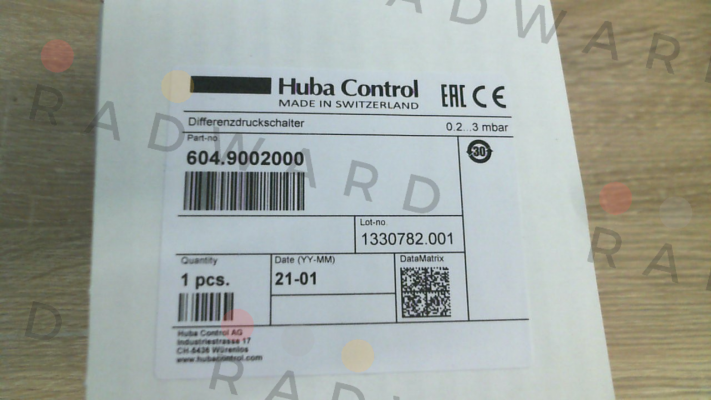 Huba Control
MADE IN SWITZERLAND
EAC CE
Differenzdruckschalter
0.2...3 mbar
Part-no
604.9002000
30
Lot-no.
1330782.001
Quantity
1 pcs.
Date (YY-MM)
21-01
DataMatrix
Huba Control AG
Industriestrasse 17
CH-5436 Würenlos
www.hubacontrol.com
RADWARD
RADWARD
RADWARD